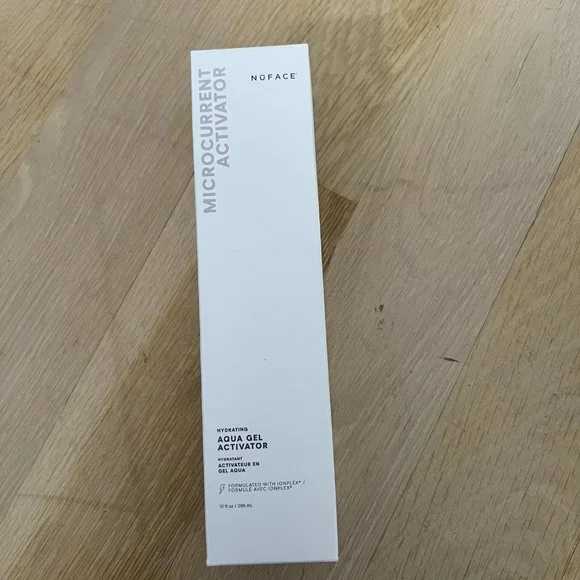 MICROCURRENT
ACTIVATOR
NUFACE®
HYDRATING
AQUA GEL
ACTIVATOR
HYDRATANT
ACTIVATEUR EN
GEL AQUA
FORMULATED WITH IONPLEX® /
FORMULÉ AVEC IONPLEX®
10 fl oz / 296 mL